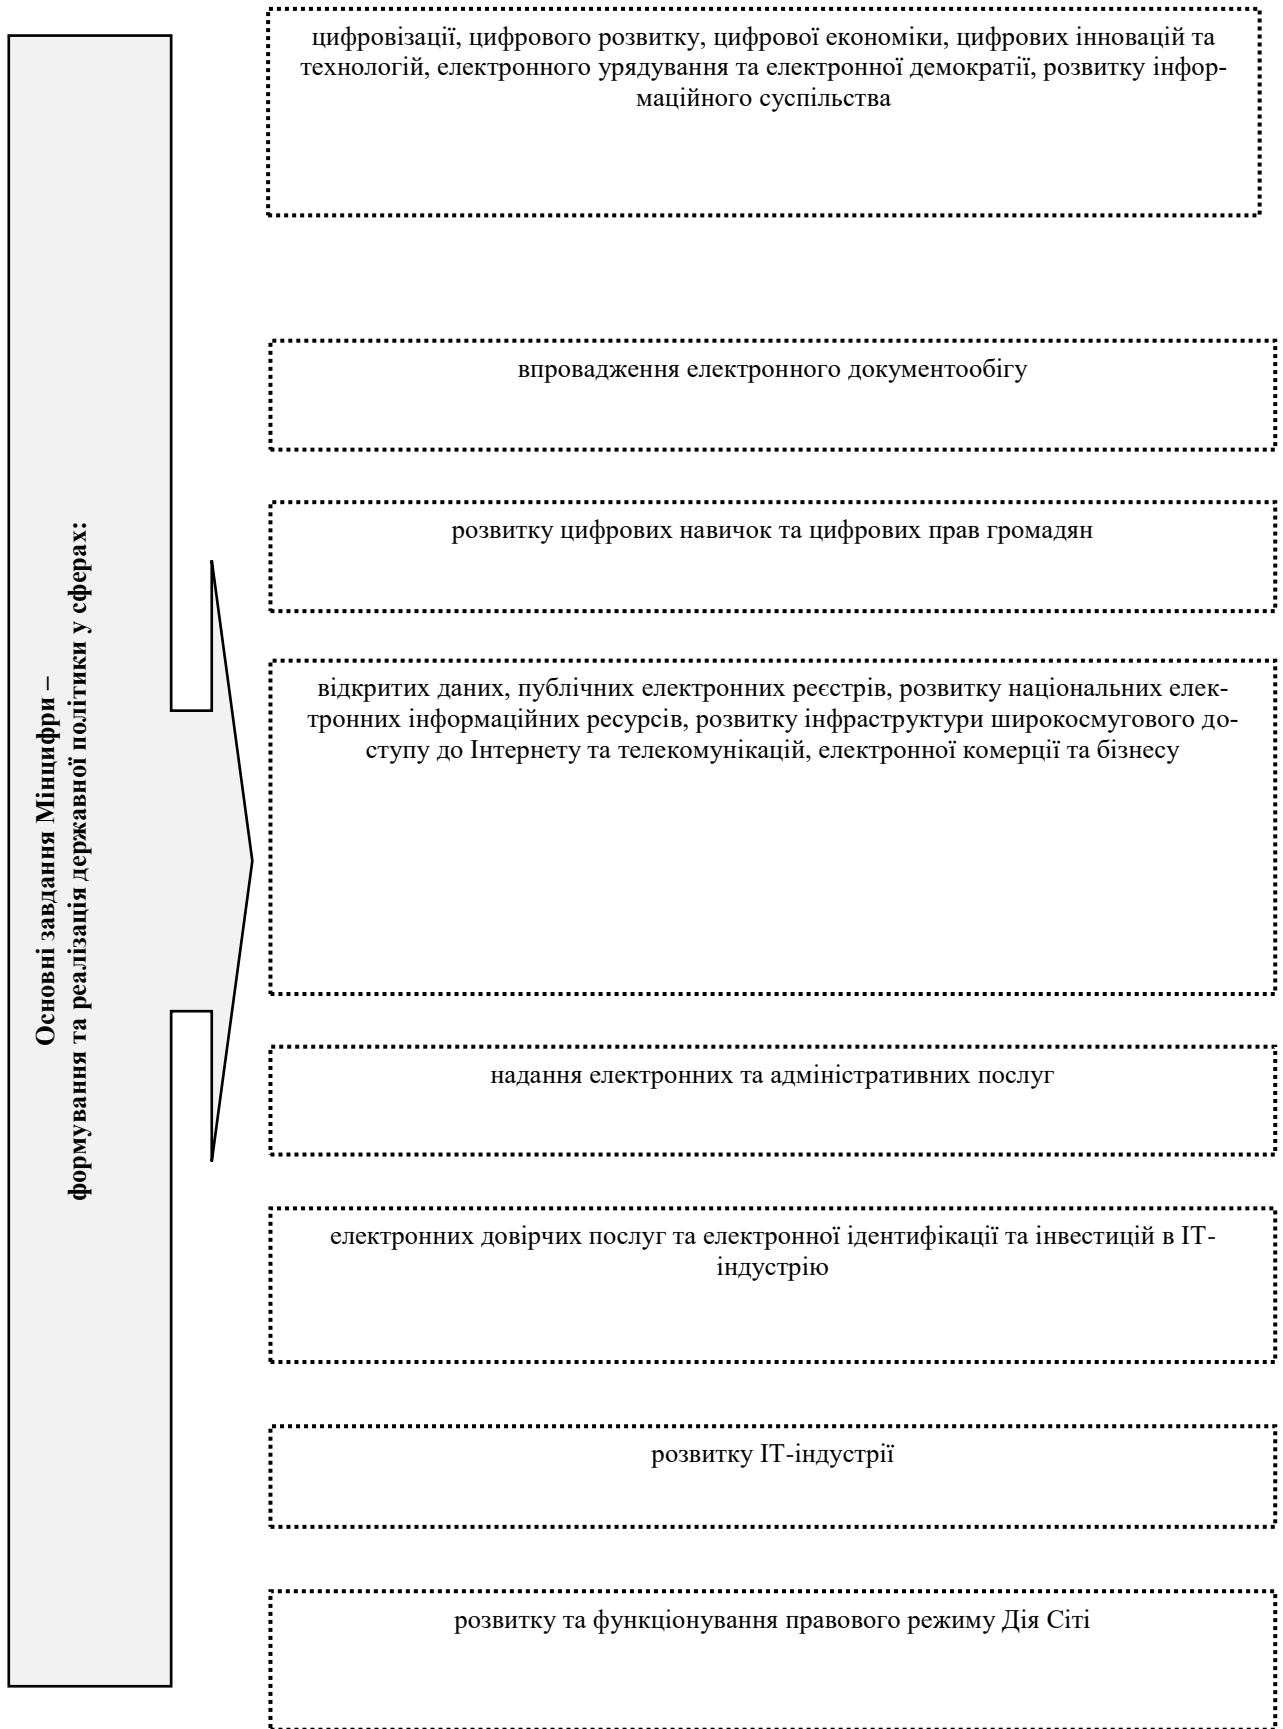 Основні завдання Мінцифри –
формування та реалізація державної політики у сферах:
цифровізації, цифрового розвитку, цифрової економіки, цифрових інновацій та
технологій, електронного урядування та електронної демократії, розвитку інфор-
маційного суспільства
впровадження електронного документообігу
розвитку цифрових навичок та цифрових прав громадян
відкритих даних, публічних електронних реєстрів, розвитку національних елек-
тронних інформаційних ресурсів, розвитку інфраструктури широкосмугового до-
ступу до Інтернету та телекомунікацій, електронної комерції та бізнесу
надання електронних та адміністративних послуг
електронних довірчих послуг та електронної ідентифікації та інвестицій в ІТ-
індустрію
розвитку ІТ-індустрії
розвитку та функціонування правового режиму Дія Сіті